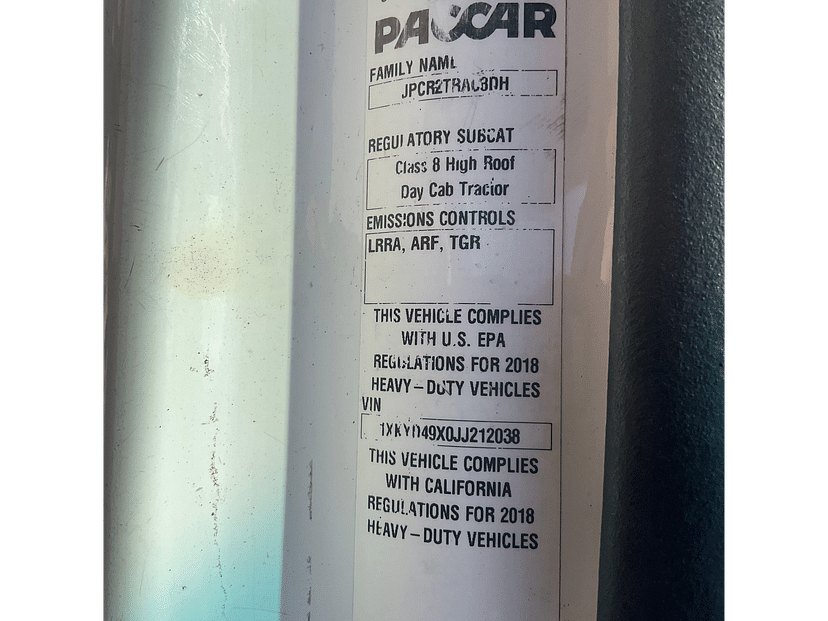 PACCAR
FAMILY NAME
JPCR2TRAC3DH
REGULATORY SUBCAT
Class 8 High Roof
Day Cab Tractor
EMISSIONS CONTROLS
LRRA, ARF, TGR
THIS VEHICLE COMPLIES
WITH U.S. EPA
REGULATIONS FOR 2018
HEAVY-DUTY VEHICLES
VIN
1XKYD49X0JJ212038
THIS VEHICLE COMPLIES
WITH CALIFORNIA
REGULATIONS FOR 2018
HEAVY-DUTY VEHICLES